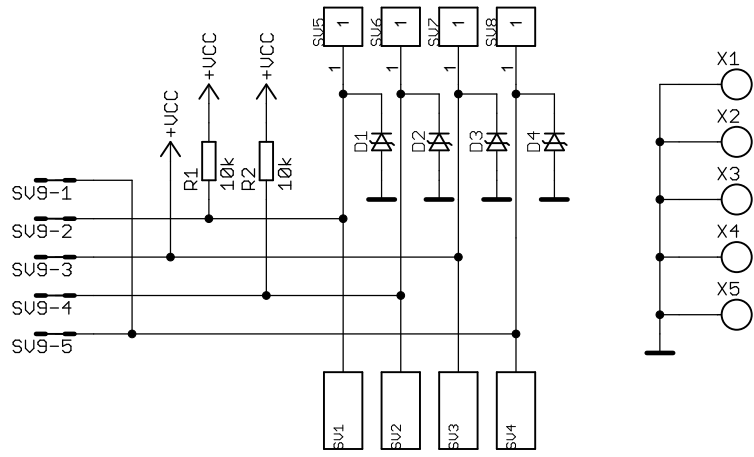 SV5 1 SV6 1 SV7 1 SV8 1
1 1 1 1
+VCC +VCC
+VCC
X1
X2
X3
X4
X5
D1 D2 D3 D4
R1 10k R2 10k
SV9-1
SV9-2
SV9-3
SV9-4
SV9-5
SV1 SV2 SV3 SV4